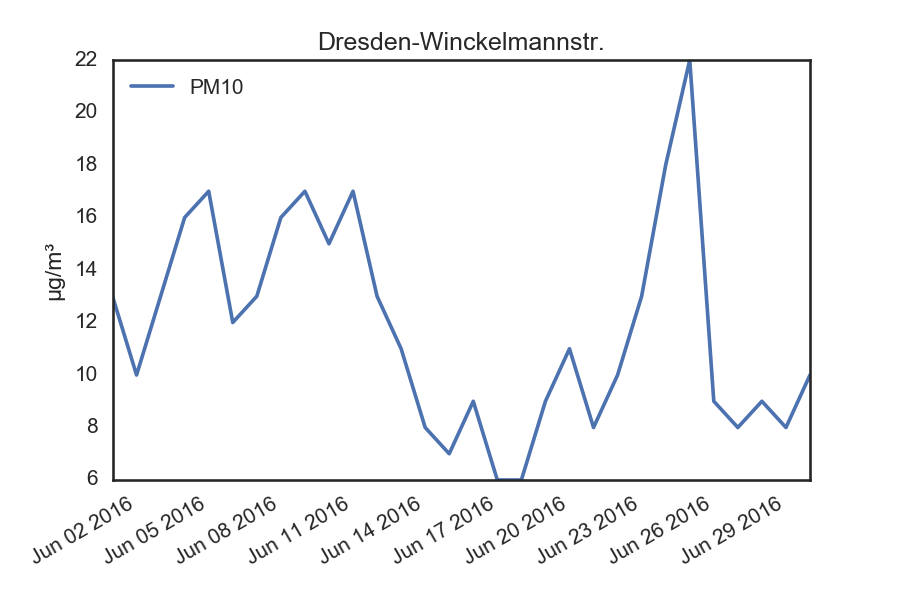 Dresden-Winckelmannstr.
PM10
µg/m³
22
20
18
16
14
12
10
8
6
Jun 02 2016
Jun 05 2016
Jun 08 2016
Jun 11 2016
Jun 14 2016
Jun 17 2016
Jun 20 2016
Jun 23 2016
Jun 26 2016
Jun 29 2016